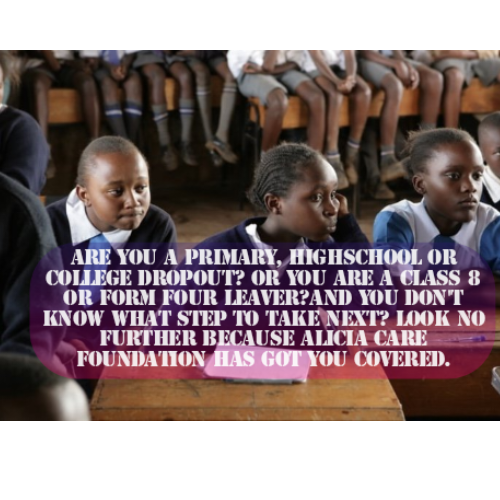 ARE YOU A PRIMARY, HIGHSCHOOL OR
COLLEGE DROPOUT? OR YOU ARE A CLASS 8
OR FORM FOUR LEAVER?AND YOU DON'T
KNOW WHAT STEP TO TAKE NEXT? LOOK NO
FURTHER BECAUSE ALICIA CARE
FOUNDATION HAS GOT YOU COVERED.